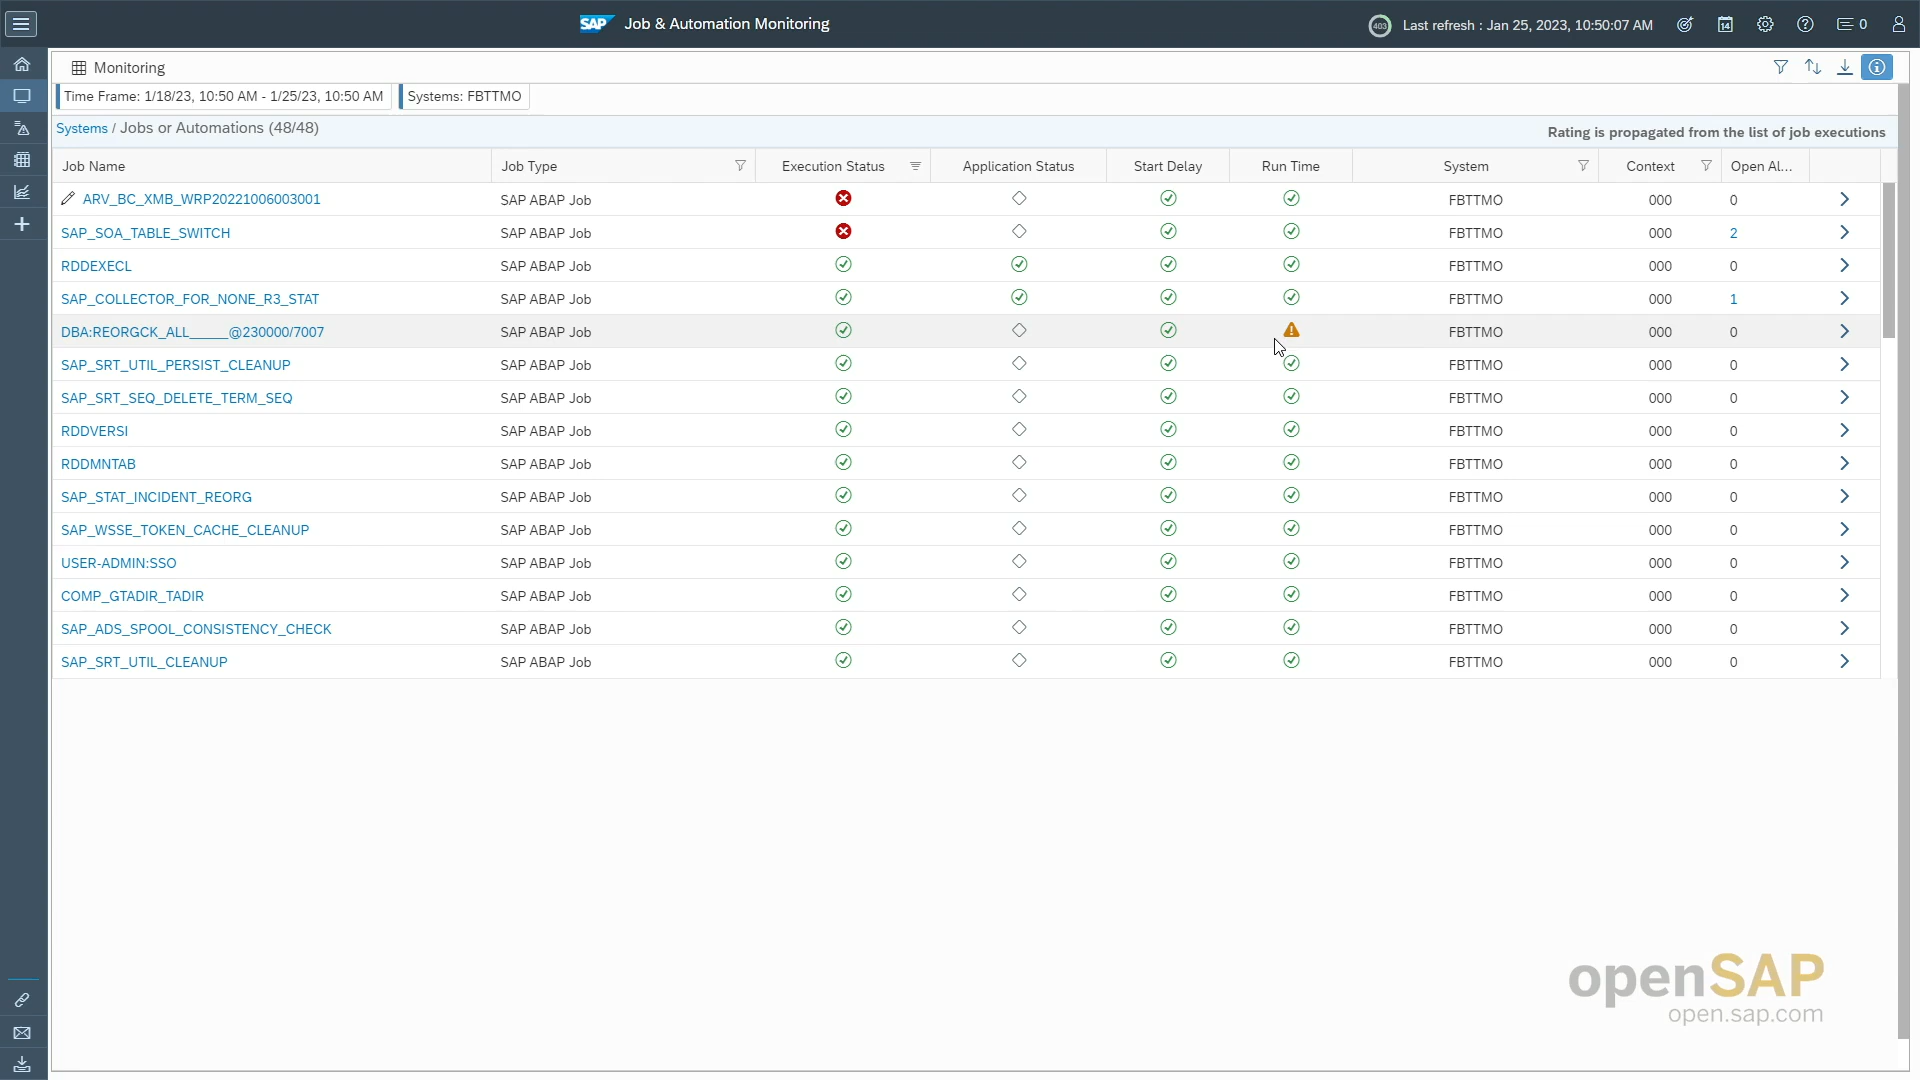 SAP Job & Automation Monitoring
403 Last refresh : Jan 25, 2023, 10:50:07 AM 14 0
Monitoring
Time Frame: 1/18/23, 10:50 AM - 1/25/23, 10:50 AM Systems: FBTTMO
Systems / Jobs or Automations (48/48) Rating is propagated from the list of job executions
Job Name Job Type Execution Status Application Status Start Delay Run Time System Context Open Al...
ARV_BC_XMB_WRP20221006003001 SAP ABAP Job FBTTMO 000 0
SAP_SOA_TABLE_SWITCH SAP ABAP Job FBTTMO 000 2
RDDEXECL SAP ABAP Job FBTTMO 000 0
SAP_COLLECTOR_FOR_NONE_R3_STAT SAP ABAP Job FBTTMO 000 1
DBA:REORGCK_ALL_____@230000/7007 SAP ABAP Job FBTTMO 000 0
SAP_SRT_UTIL_PERSIST_CLEANUP SAP ABAP Job FBTTMO 000 0
SAP_SRT_SEQ_DELETE_TERM_SEQ SAP ABAP Job FBTTMO 000 0
RDDVERSI SAP ABAP Job FBTTMO 000 0
RDDMNTAB SAP ABAP Job FBTTMO 000 0
SAP_STAT_INCIDENT_REORG SAP ABAP Job FBTTMO 000 0
SAP_WSSE_TOKEN_CACHE_CLEANUP SAP ABAP Job FBTTMO 000 0
USER-ADMIN:SSO SAP ABAP Job FBTTMO 000 0
COMP_GTADIR_TADIR SAP ABAP Job FBTTMO 000 0
SAP_ADS_SPOOL_CONSISTENCY_CHECK SAP ABAP Job FBTTMO 000 0
SAP_SRT_UTIL_CLEANUP SAP ABAP Job FBTTMO 000 0
openSAP
open.sap.com